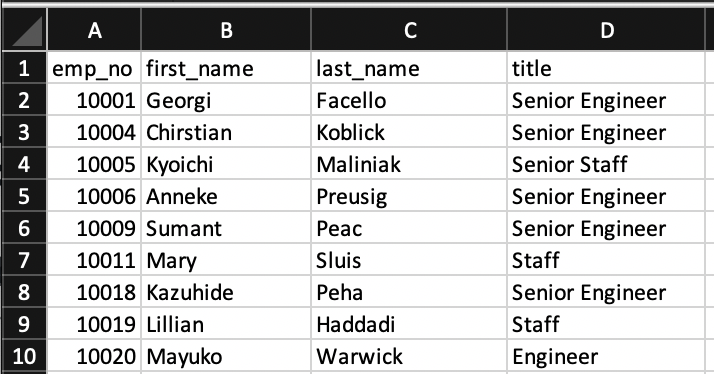 A B C D
1 emp_no first_name last_name title
2 10001 Georgi Facello Senior Engineer
3 10004 Chirstian Koblick Senior Engineer
4 10005 Kyoichi Maliniak Senior Staff
5 10006 Anneke Preusig Senior Engineer
6 10009 Sumant Peac Senior Engineer
7 10011 Mary Sluis Staff
8 10018 Kazuhide Peha Senior Engineer
9 10019 Lillian Haddadi Staff
10 10020 Mayuko Warwick Engineer